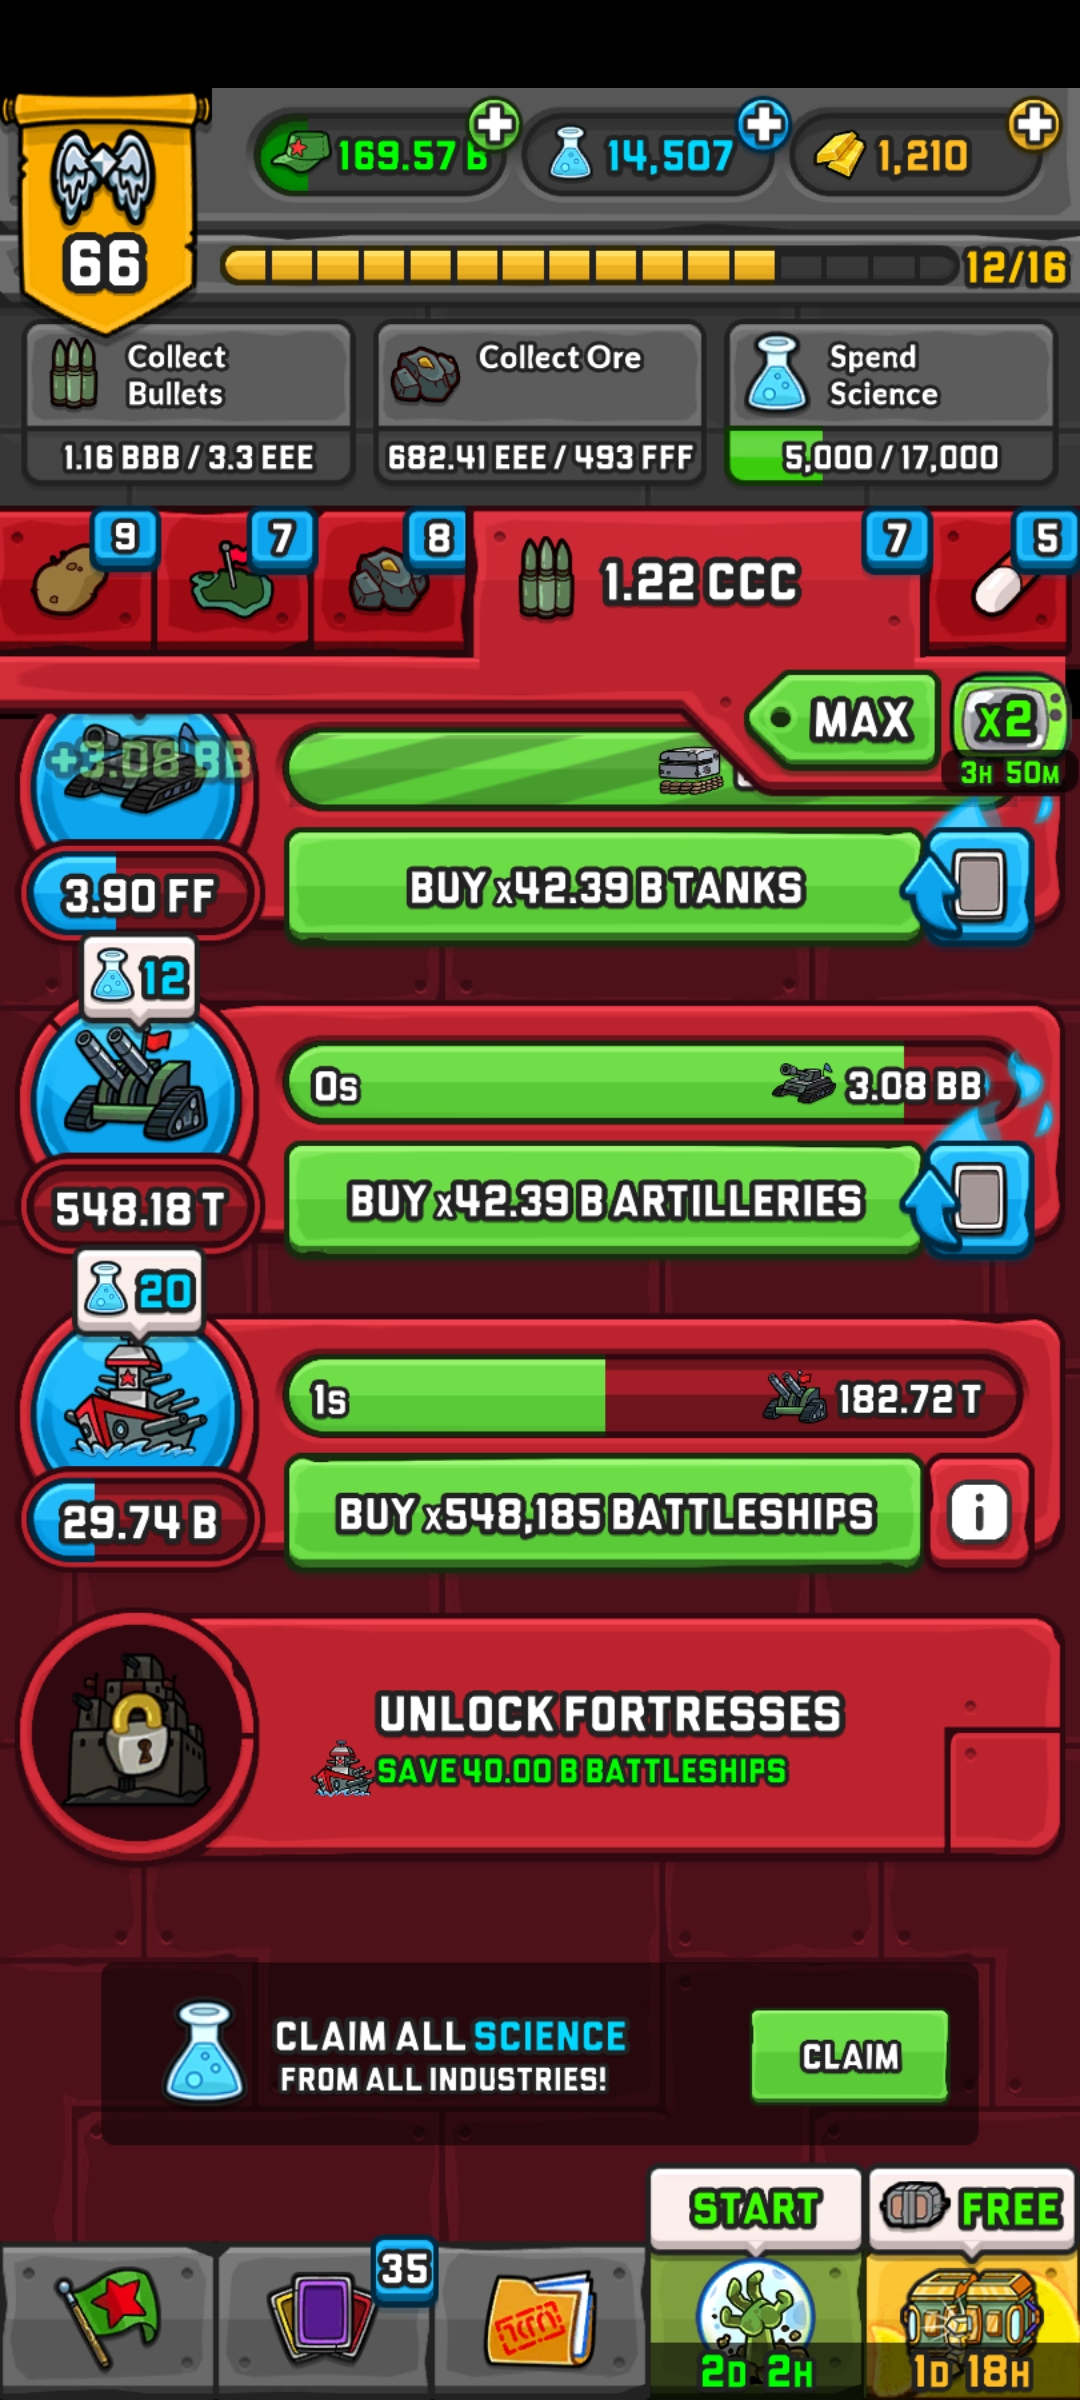 169.57 B
14,507
1,210
66
12/16
Collect Bullets
1.16 BBB / 3.3 EEE
Collect Ore
682.41 EEE / 493 FFF
Spend Science
5,000 / 17,000
9
7
8
1.22 CCC
7
5
MAX
x2
3H 50M
+3.08 BB
3.90 FF
BUY x42.39 B TANKS
12
0s
3.08 BB
548.18 T
BUY x42.39 B ARTILLERIES
20
1s
182.72 T
29.74 B
BUY x548,185 BATTLESHIPS
i
UNLOCK FORTRESSES
SAVE 40.00 B BATTLESHIPS
CLAIM ALL SCIENCE
FROM ALL INDUSTRIES!
CLAIM
START
FREE
35
2D 2H
1D 18H